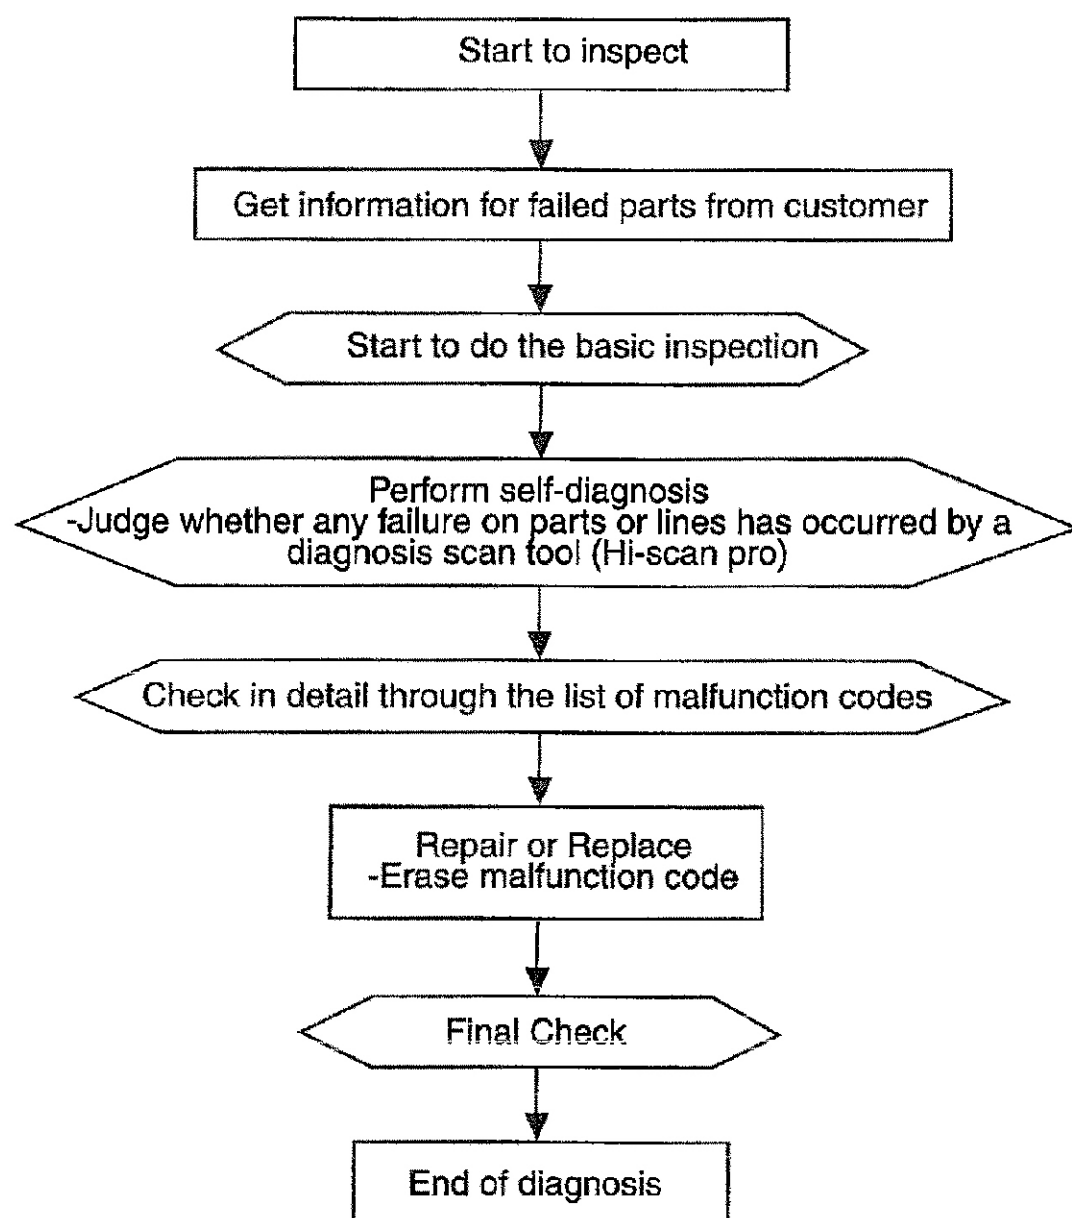 Start to inspect
Get information for failed parts from customer
Start to do the basic inspection
Perform self-diagnosis
-Judge whether any failure on parts or lines has occurred by a
diagnosis scan tool (Hi-scan pro)
Check in detail through the list of malfunction codes
Repair or Replace
-Erase malfunction code
Final Check
End of diagnosis